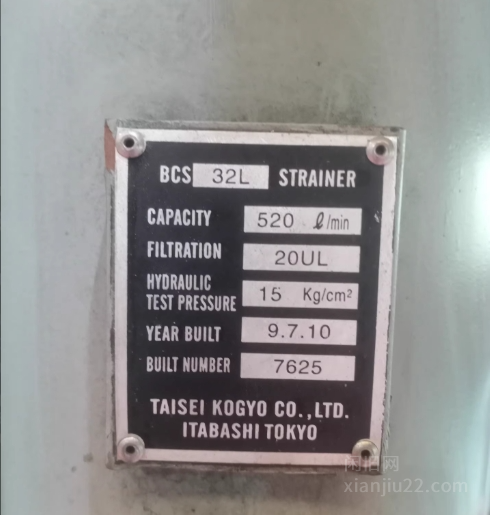 BCS 32L STRAINER
CAPACITY 520 ℓ/min
FILTRATION 20UL
HYDRAULIC
TEST PRESSURE 15 Kg/cm²
YEAR BUILT 9.7.10
BUILT NUMBER 7625
TAISEI KOGYO CO.,LTD.
ITABASHI TOKYO
闲拍网
xianjiu22.com